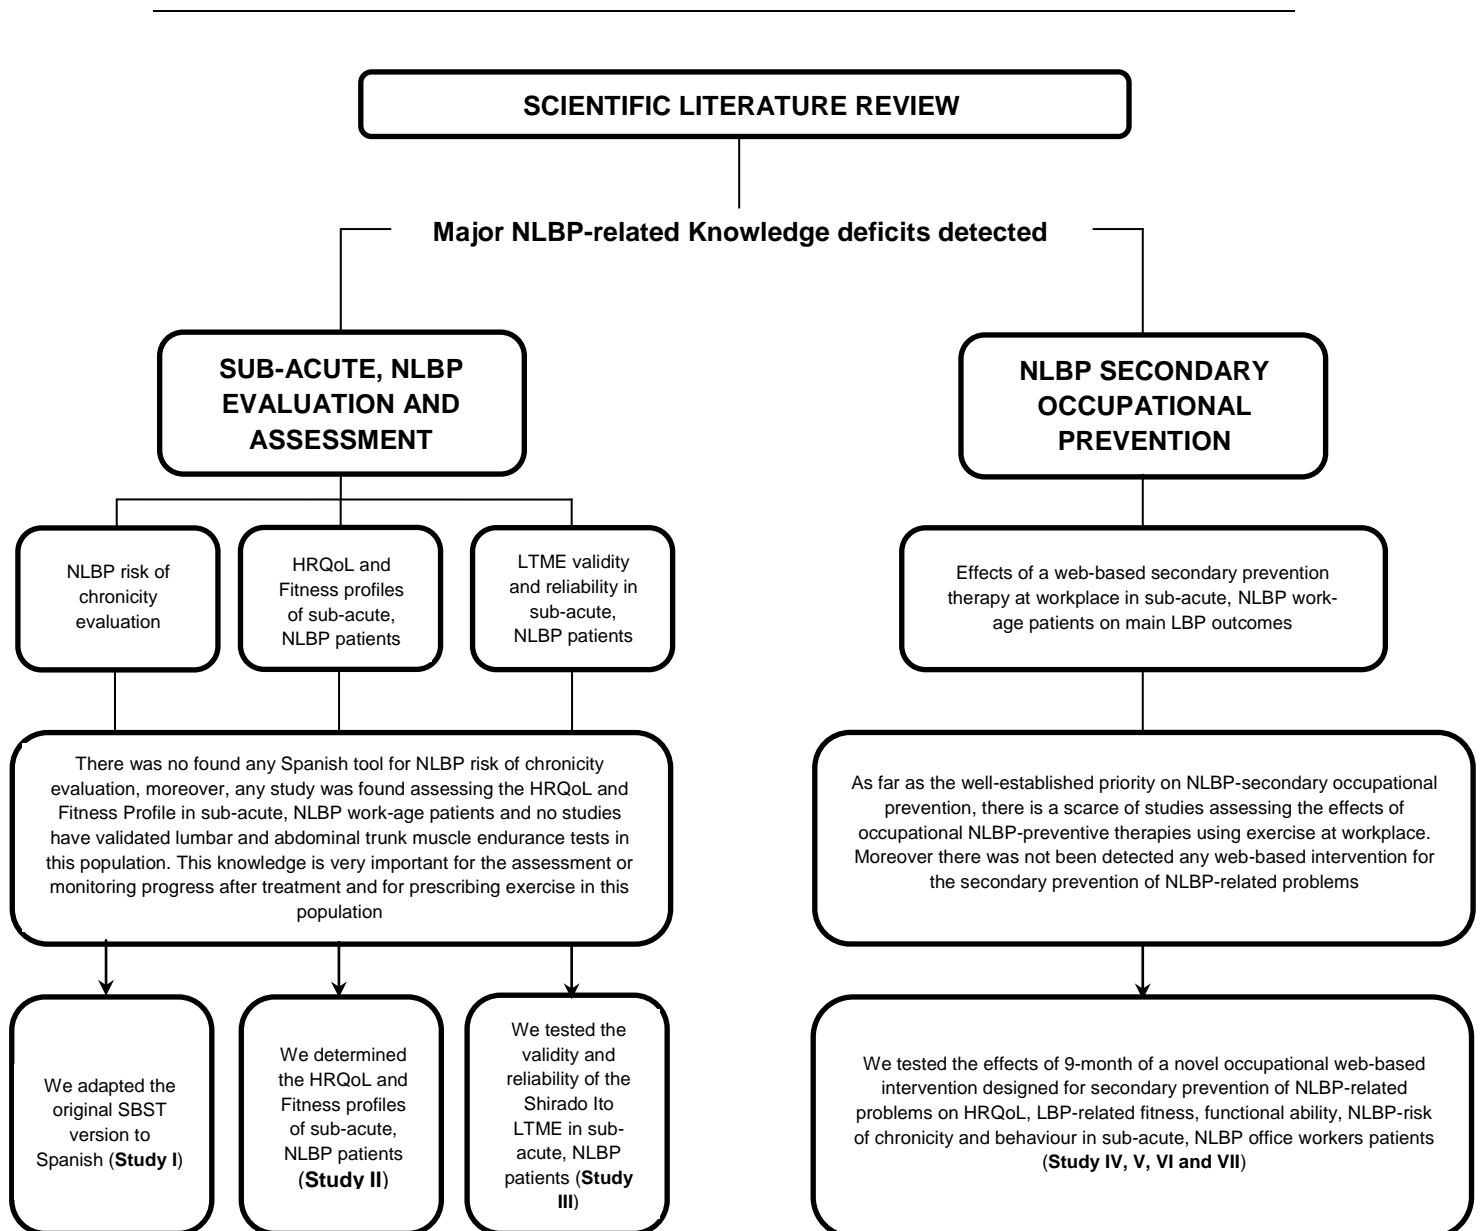 SCIENTIFIC LITERATURE REVIEW
Major NLBP-related Knowledge deficits detected
SUB-ACUTE, NLBP
EVALUATION AND
ASSESSMENT
NLBP SECONDARY
OCCUPATIONAL
PREVENTION
NLBP risk of
chronicity
evaluation
HRQoL and
Fitness profiles
of sub-acute,
NLBP patients
LTME validity
and reliability in
sub-acute,
NLBP patients
Effects of a web-based secondary prevention
therapy at workplace in sub-acute, NLBP work-
age patients on main LBP outcomes
There was no found any Spanish tool for NLBP risk of chronicity
evaluation, moreover, any study was found assessing the HRQoL and
Fitness Profile in sub-acute, NLBP work-age patients and no studies
have validated lumbar and abdominal trunk muscle endurance tests in
this population. This knowledge is very important for the assessment or
monitoring progress after treatment and for prescribing exercise in this
population
As far as the well-established priority on NLBP-secondary occupational
prevention, there is a scarce of studies assessing the effects of
occupational NLBP-preventive therapies using exercise at workplace.
Moreover there was not been detected any web-based intervention for
the secondary prevention of NLBP-related problems
We adapted the
original SBST
version to
Spanish (Study I)
We determined
the HRQoL and
Fitness profiles
of sub-acute,
NLBP patients
(Study II)
We tested the
validity and
reliability of the
Shirado Ito
LTME in sub-
acute, NLBP
patients (Study
III)
We tested the effects of 9-month of a novel occupational web-based
intervention designed for secondary prevention of NLBP-related
problems on HRQoL, LBP-related fitness, functional ability, NLBP-risk
of chronicity and behaviour in sub-acute, NLBP office workers patients
(Study IV, V, VI and VII)